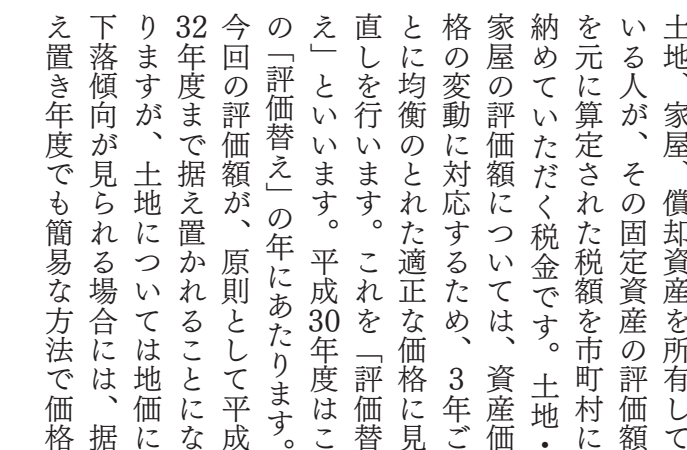 土地、家屋、償却資産を所有して
いる人が、その固定資産の評価額
を元に算定された税額を市町村に
納めていただく税金です。土地・
家屋の評価額については、資産価
格の変動に対応するため、3年ご
とに均衡のとれた適正な価格に見
直しを行います。これを「評価替
え」といいます。平成30年度はこ
の「評価替え」の年にあたります。
今回の評価額が、原則として平成
32年度まで据え置かれることにな
りますが、土地については地価に
下落傾向が見られる場合には、据
え置き年度でも簡易な方法で価格